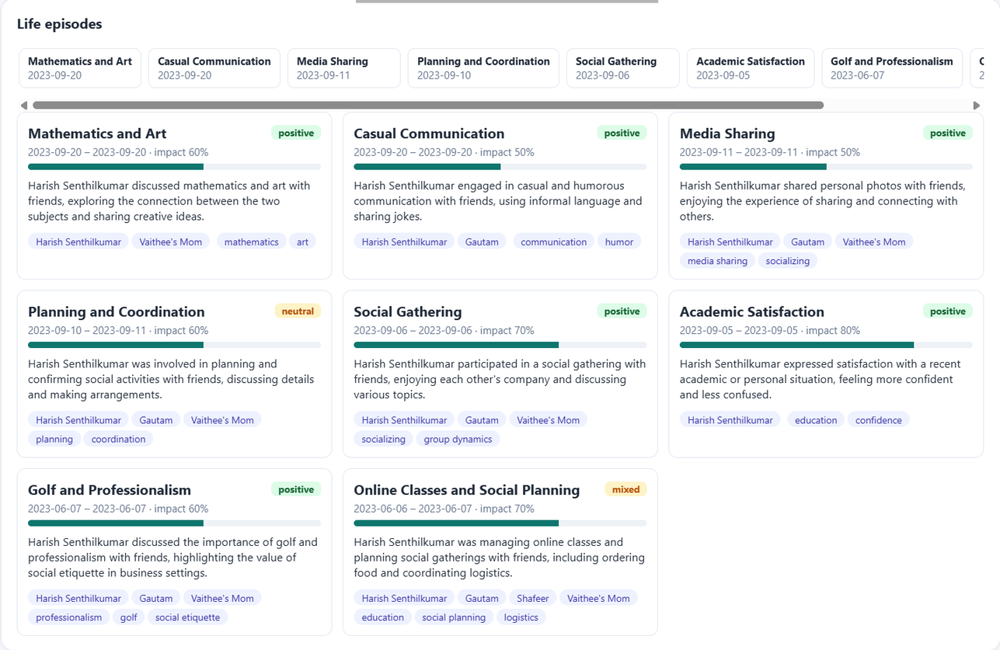 Life episodes
Mathematics and Art
2023-09-20
Casual Communication
2023-09-20
Media Sharing
2023-09-11
Planning and Coordination
2023-09-10
Social Gathering
2023-09-06
Academic Satisfaction
2023-09-05
Golf and Professionalism
2023-06-07
Mathematics and Art
positive
2023-09-20 – 2023-09-20 · impact 60%
Harish Senthilkumar discussed mathematics and art with
friends, exploring the connection between the two
subjects and sharing creative ideas.
Harish Senthilkumar Vaithee's Mom mathematics art
Casual Communication
positive
2023-09-20 – 2023-09-20 · impact 50%
Harish Senthilkumar engaged in casual and humorous
communication with friends, using informal language and
sharing jokes.
Harish Senthilkumar Gautam communication humor
Media Sharing
positive
2023-09-11 – 2023-09-11 · impact 50%
Harish Senthilkumar shared personal photos with friends,
enjoying the experience of sharing and connecting with
others.
Harish Senthilkumar Gautam Vaithee's Mom
media sharing socializing
Planning and Coordination
neutral
2023-09-10 – 2023-09-11 · impact 60%
Harish Senthilkumar was involved in planning and
confirming social activities with friends, discussing details
and making arrangements.
Harish Senthilkumar Gautam Vaithee's Mom
planning coordination
Social Gathering
positive
2023-09-06 – 2023-09-06 · impact 70%
Harish Senthilkumar participated in a social gathering with
friends, enjoying each other's company and discussing
various topics.
Harish Senthilkumar Gautam Vaithee's Mom
socializing group dynamics
Academic Satisfaction
positive
2023-09-05 – 2023-09-05 · impact 80%
Harish Senthilkumar expressed satisfaction with a recent
academic or personal situation, feeling more confident
and less confused.
Harish Senthilkumar education confidence
Golf and Professionalism
positive
2023-06-07 – 2023-06-07 · impact 60%
Harish Senthilkumar discussed the importance of golf and
professionalism with friends, highlighting the value of
social etiquette in business settings.
Harish Senthilkumar Gautam Vaithee's Mom
professionalism golf social etiquette
Online Classes and Social Planning
mixed
2023-06-06 – 2023-06-07 · impact 70%
Harish Senthilkumar was managing online classes and
planning social gatherings with friends, including ordering
food and coordinating logistics.
Harish Senthilkumar Gautam Shafeer Vaithee's Mom
education social planning logistics